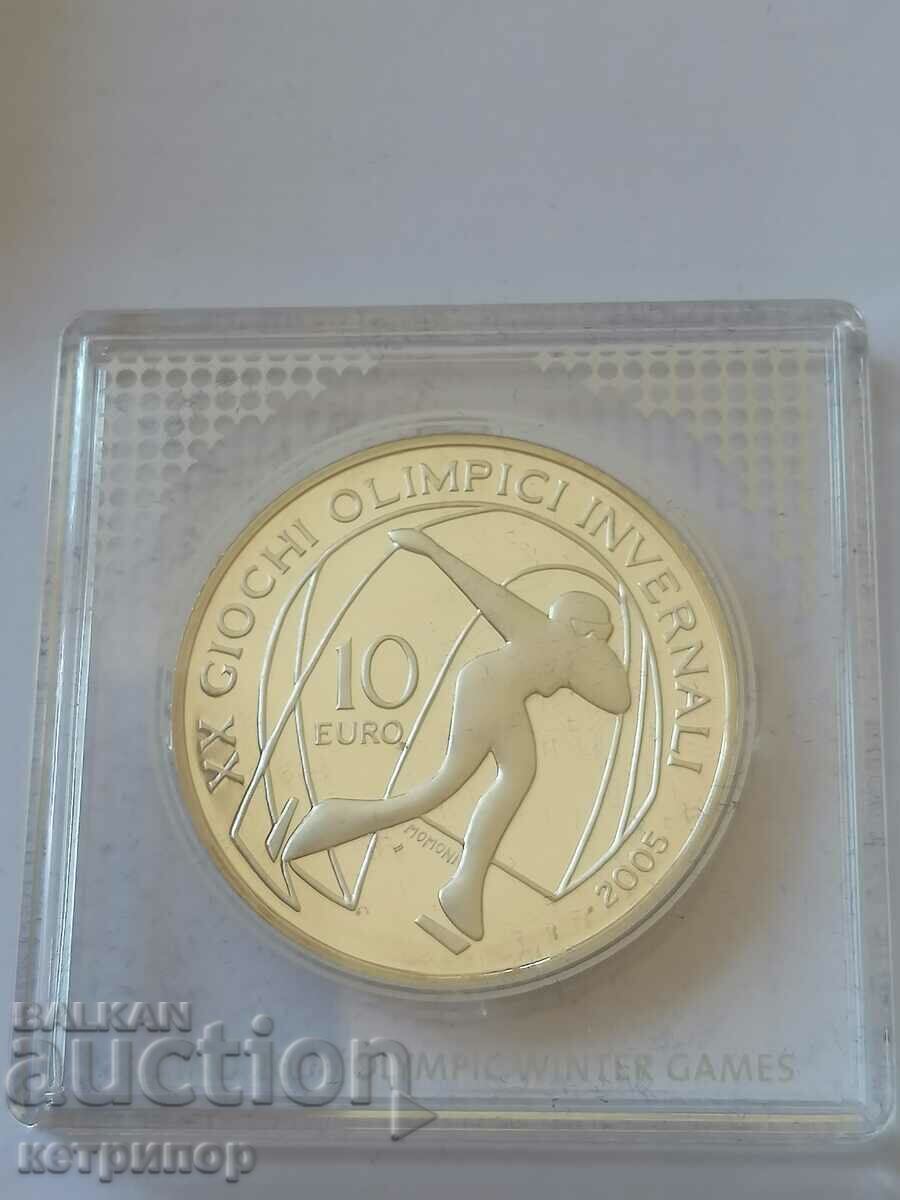 XX GIOCHI OLIMPICI INVERNALI
10
EURO
MOMONI
2005
OLYMPIC WINTER GAMES
BALKAN
auction
кетрипор